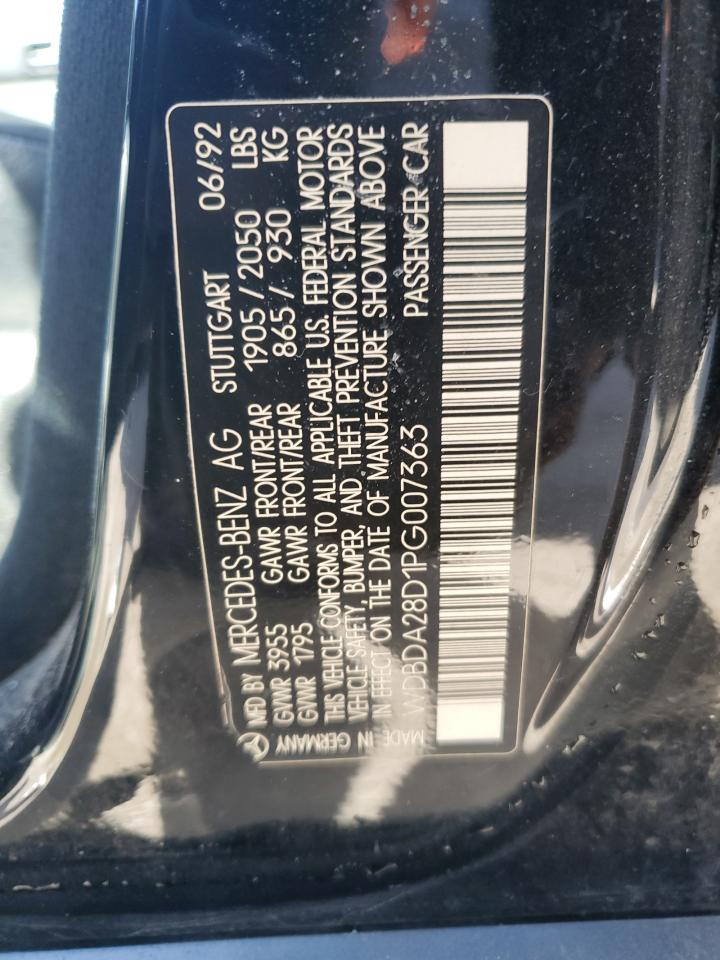 MFD BY MERCEDES-BENZ AG STUTTGART 06/92
GVWR 3955 GAWR FRONT/REAR 1905/2050 LBS
GVWR 1795 GAWR FRONT/REAR 865/ 930 KG
THIS VEHICLE CONFORMS TO ALL APPLICABLE U.S. FEDERAL MOTOR
VEHICLE SAFETY, BUMPER, AND THEFT PREVENTION STANDARDS
IN EFFECT ON THE DATE OF MANUFACTURE SHOWN ABOVE
WDBDA28D1PG007363 PASSENGER CAR
MADE IN GERMANY